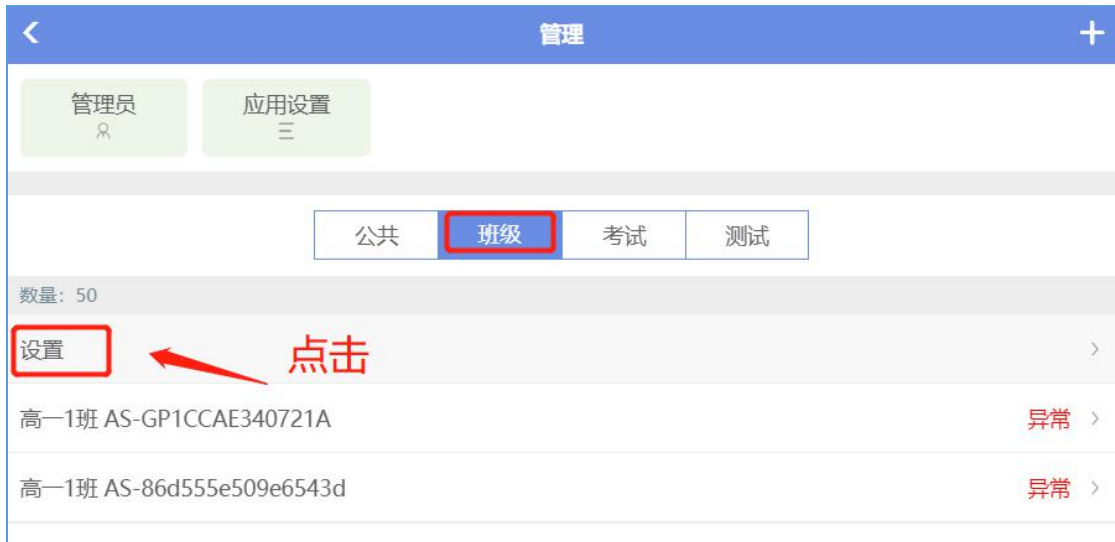 管理
管理员
应用设置
公共
班级
考试
测试
数量：50
设置
点击
高一1班 AS-GP1CCAE340721A
异常
高一1班 AS-86d555e509e6543d
异常